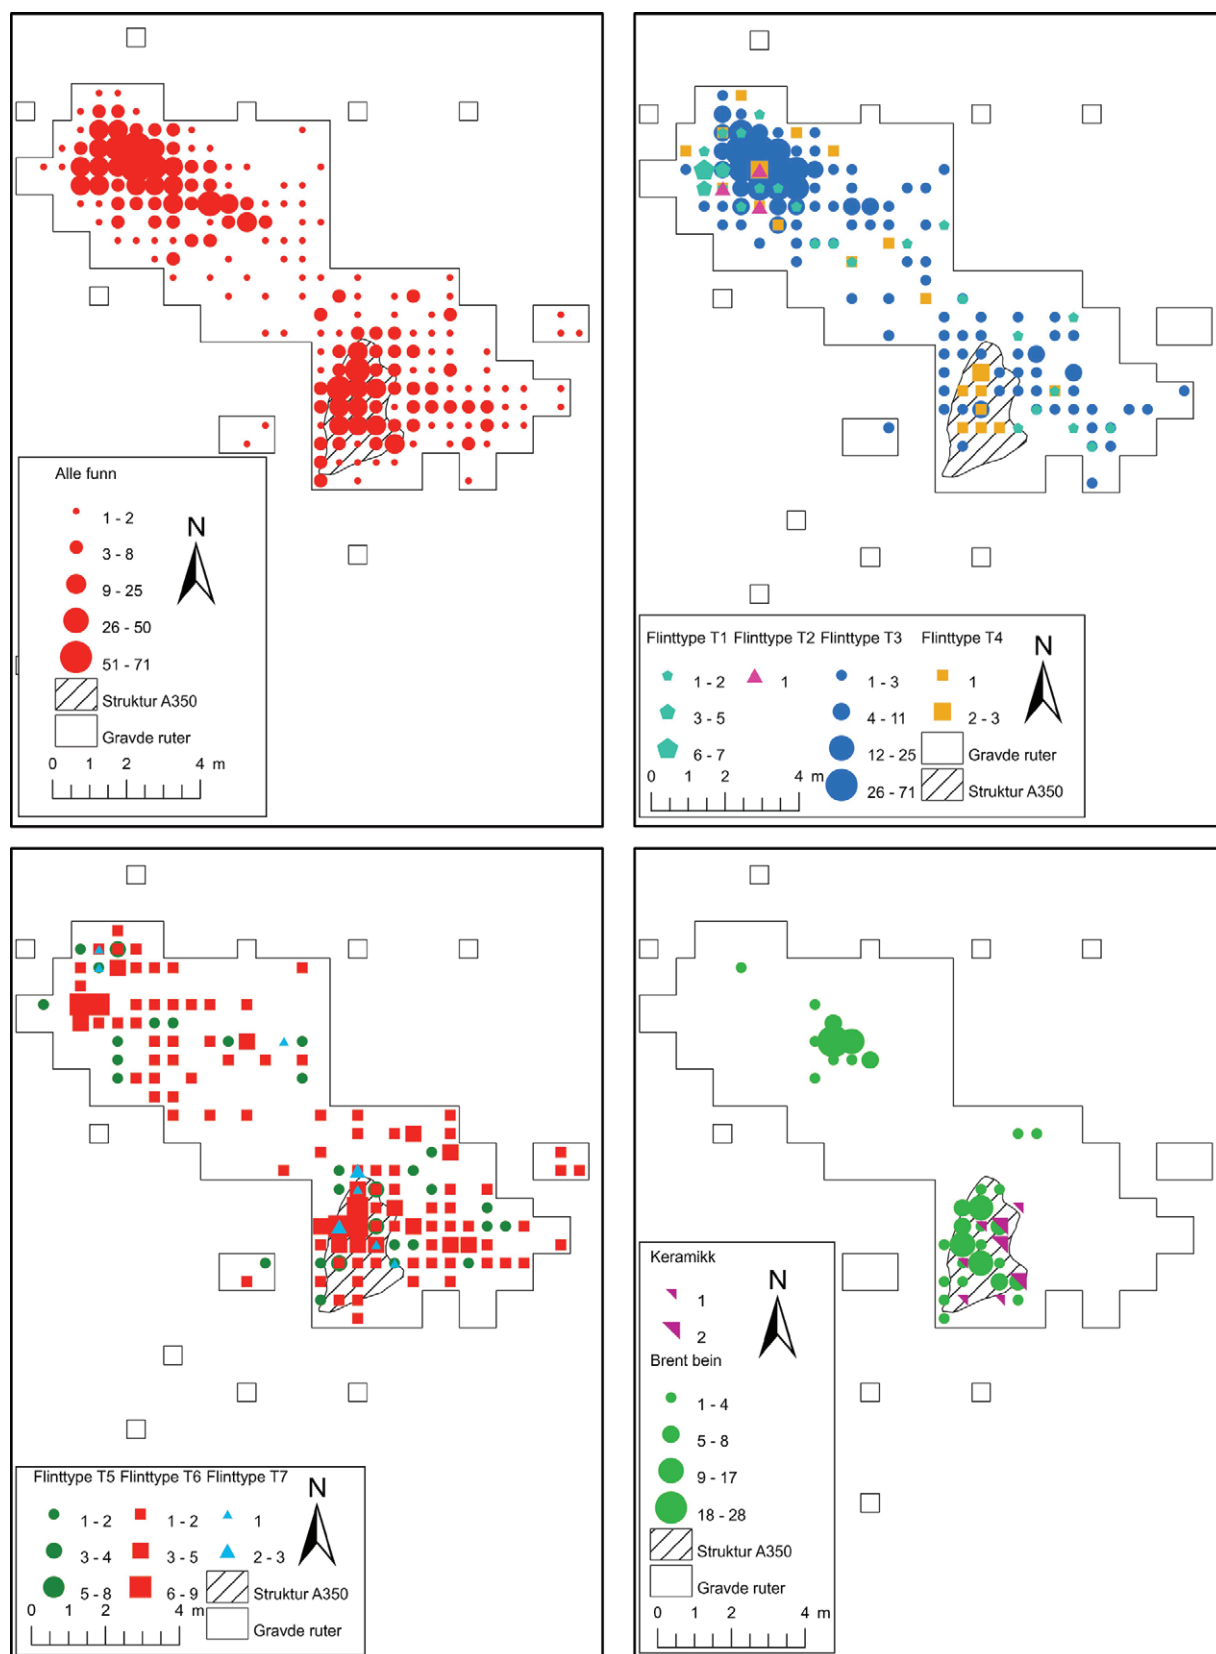 Alle funn
N
1 - 2
3 - 8
9 - 25
26 - 50
51 - 71
Struktur A350
Gravde ruter
0 1 2 4 m
Flinttype T1 Flinttype T2 Flinttype T3 Flinttype T4
N
1 - 2 1 1 - 3 1
3 - 5 4 - 11 2 - 3
6 - 7 12 - 25 Gravde ruter
26 - 71 Struktur A350
0 1 2 4 m
Flinttype T5 Flinttype T6 Flinttype T7
N
1 - 2 1 - 2 1
3 - 4 3 - 5 2 - 3
5 - 8 6 - 9 Struktur A350
Gravde ruter
0 1 2 4 m
Keramikk
N
1
2
Brent bein
1 - 4
5 - 8
9 - 17
18 - 28
Struktur A350
Gravde ruter
0 1 2 4 m